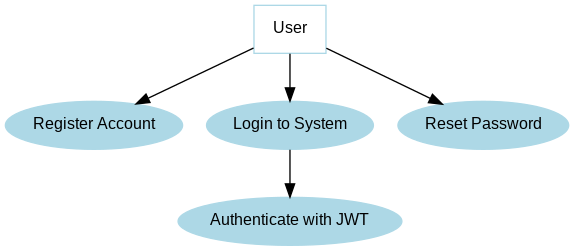 User
Register Account
Login to System
Reset Password
Authenticate with JWT